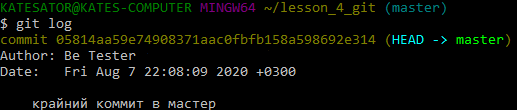 KATESATOR@KATES-COMPUTER MINGW64 ~/lesson_4_git (master)
$ git log
commit 05814aa59e74908371aac0fbfb158a598692e314 (HEAD -> master)
Author: Be Tester
Date:   Fri Aug 7 22:08:09 2020 +0300
крайний коммит в мастер